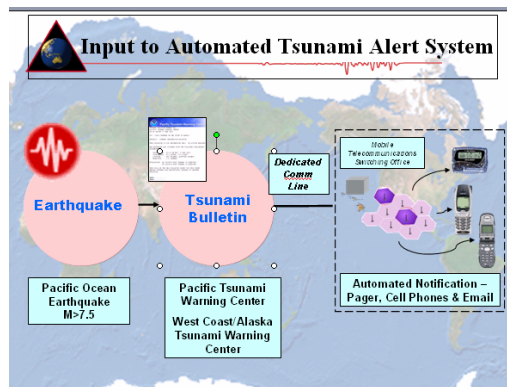 Input to Automated Tsunami Alert System
Earthquake
Tsunami
Bulletin
Dedicated
Comm
Line
Mobile
Telecommunications
Switching Office
Pacific Ocean
Earthquake
M>7.5
Pacific Tsunami
Warning Center
West Coast/Alaska
Tsunami Warning
Center
Automated Notification –
Pager, Cell Phones & Email